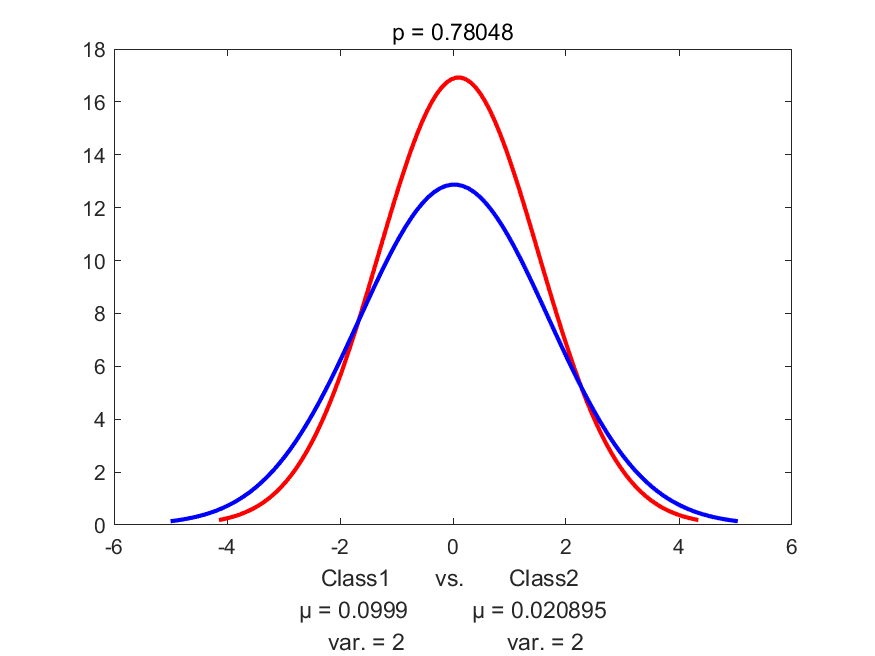 p = 0.78048
18
16
14
12
10
8
6
4
2
0
-6 -4 -2 0 2 4 6
Class1 vs. Class2
μ = 0.0999 μ = 0.020895
var. = 2 var. = 2